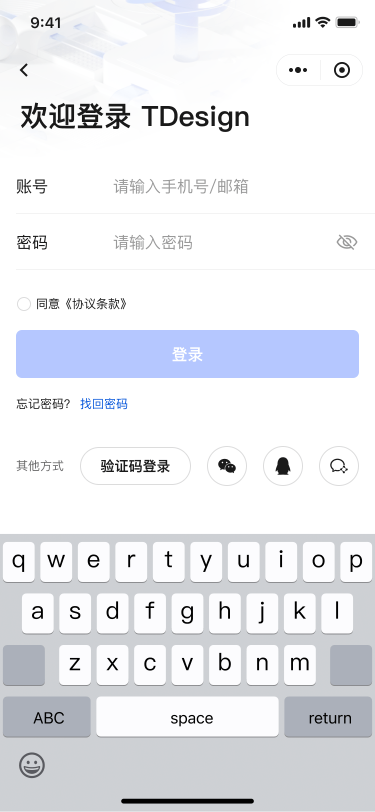 9:41
欢迎登录 TDesign
账号 请输入手机号/邮箱
密码 请输入密码
同意《协议条款》
登录
忘记密码? 找回密码
其他方式 验证码登录
q w e r t y u i o p
a s d f g h j k l
z x c v b n m
ABC space return